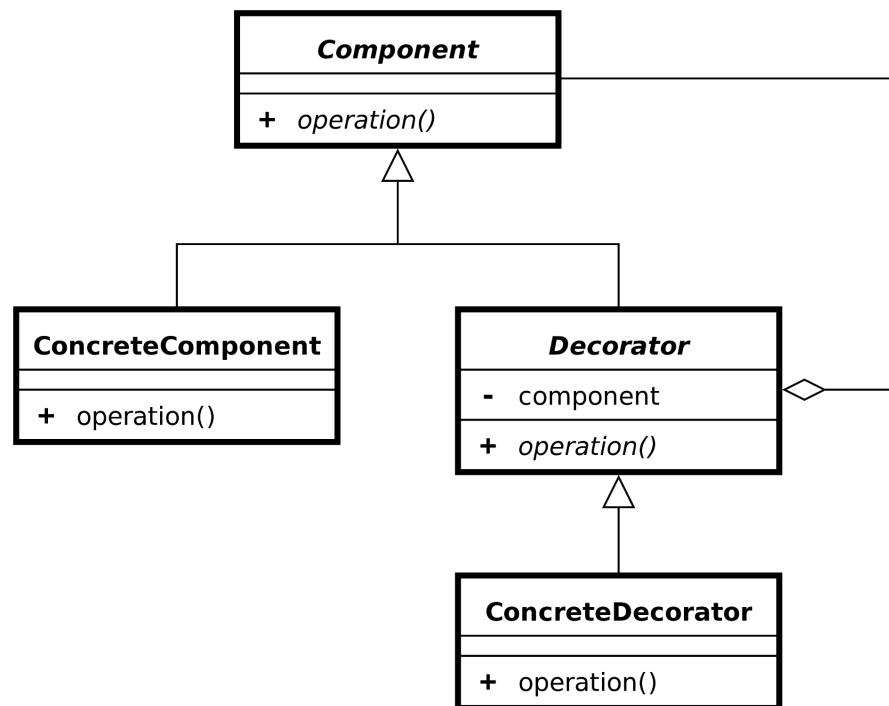 Component
+ operation()
ConcreteComponent
+ operation()
Decorator
- component
+ operation()
ConcreteDecorator
+ operation()